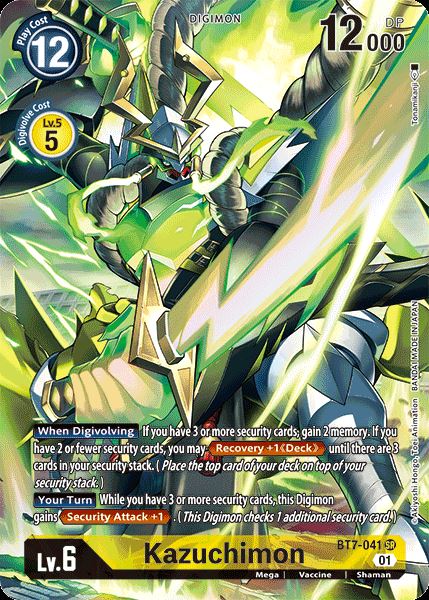 Play Cost
12
DIGIMON
DP
12000
Digivolve Cost
Lv.5
5
Tonamikanji
When Digivolving If you have 3 or more security cards, gain 2 memory. If you
have 2 or fewer security cards, you may Recovery +1《Deck》 until there are 3
cards in your security stack. (Place the top card of your deck on top of your
security stack.)
Your Turn While you have 3 or more security cards, this Digimon
gains Security Attack +1. (This Digimon checks 1 additional security card.)
©Akiyoshi Hongo, Toei Animation BANDAI MADE IN JAPAN
Lv.6
Kazuchimon
BT7-041 SR
01
Mega | Vaccine | Shaman